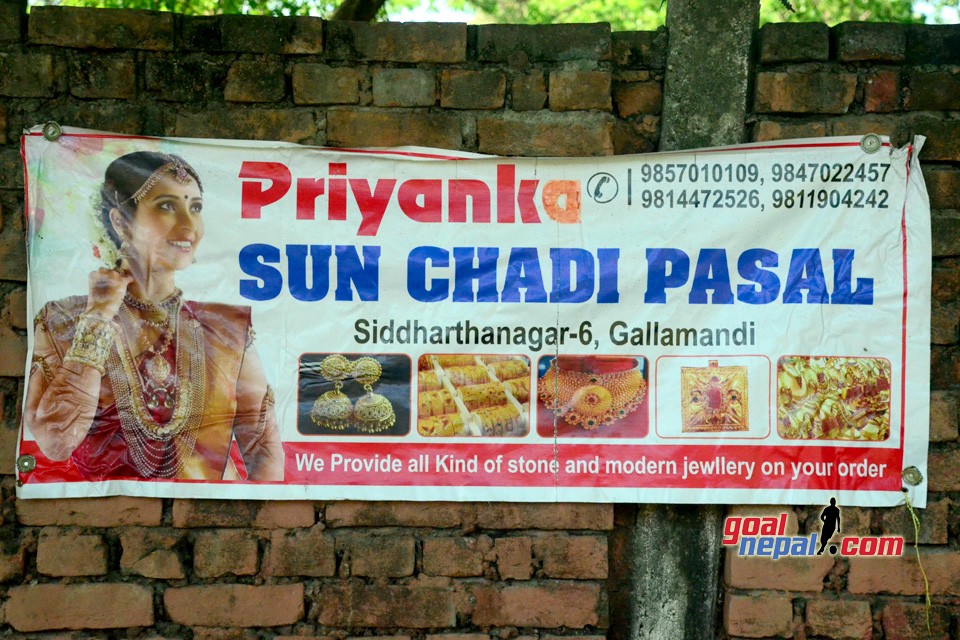 Priyanka
9857010109, 9847022457
9814472526, 9811904242
SUN CHADI PASAL
Siddharthanagar-6, Gallamandi
We Provide all Kind of stone and modern jewllery on your order
goal
nepal.com